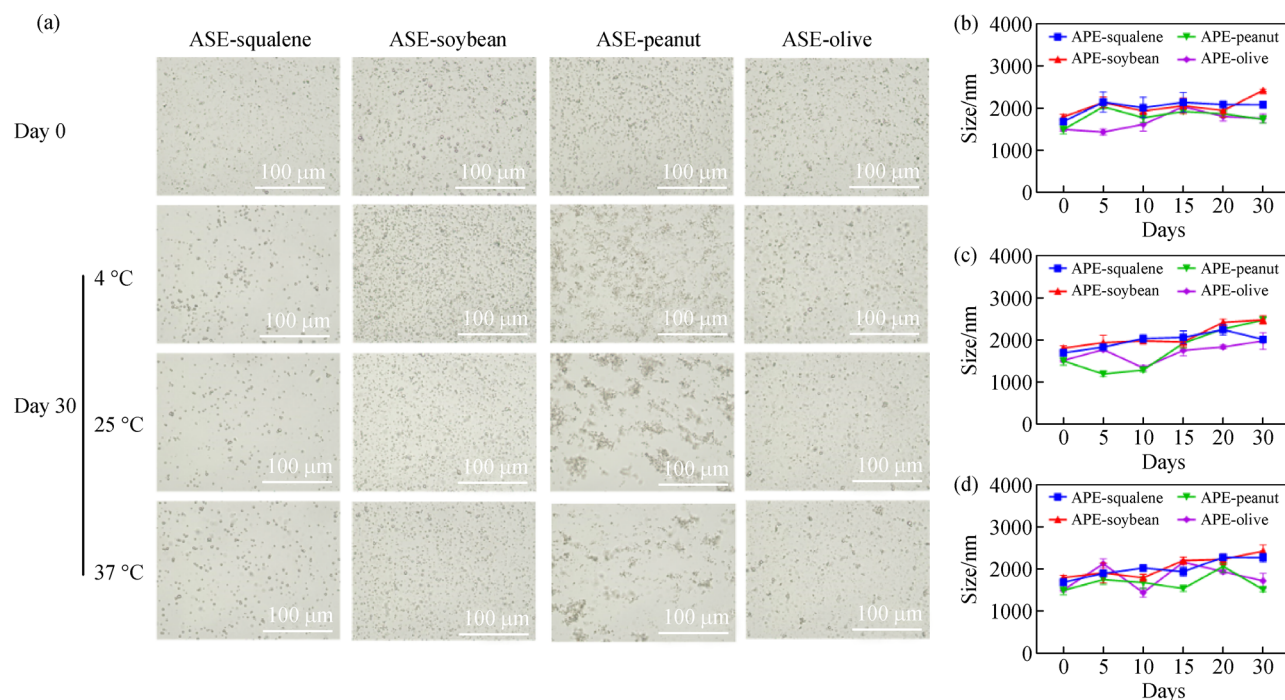 (a)
ASE-squalene ASE-soybean ASE-peanut ASE-olive
Day 0
100 μm 100 μm 100 μm 100 μm
Day 30
4 °C
100 μm 100 μm 100 μm 100 μm
25 °C
100 μm 100 μm 100 μm 100 μm
37 °C
100 μm 100 μm 100 μm 100 μm
(b)
APE-squalene APE-peanut
APE-soybean APE-olive
Size/nm
4000
3000
2000
1000
0
0 5 10 15 20 30
Days
(c)
APE-squalene APE-peanut
APE-soybean APE-olive
Size/nm
4000
3000
2000
1000
0
0 5 10 15 20 30
Days
(d)
APE-squalene APE-peanut
APE-soybean APE-olive
Size/nm
4000
3000
2000
1000
0
0 5 10 15 20 30
Days